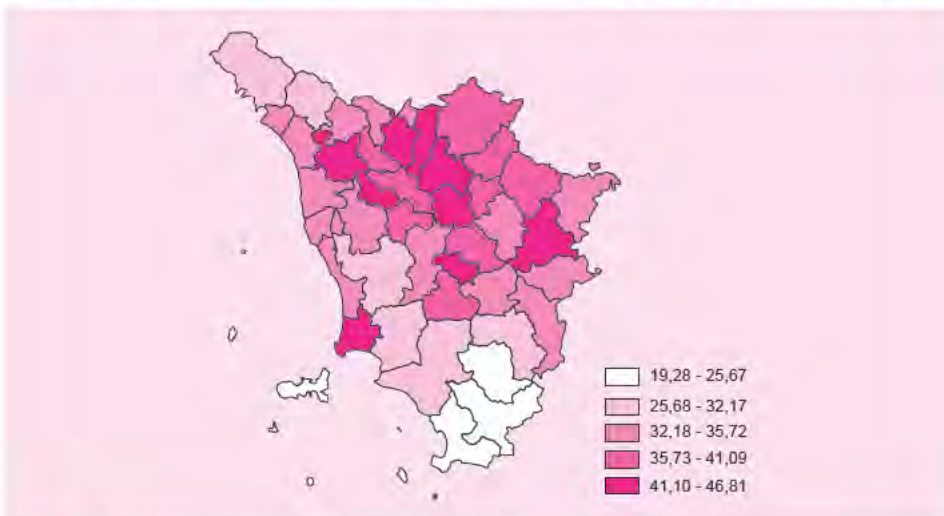 19,28 - 25,67
25,68 - 32,17
32,18 - 35,72
35,73 - 41,09
41,10 - 46,81